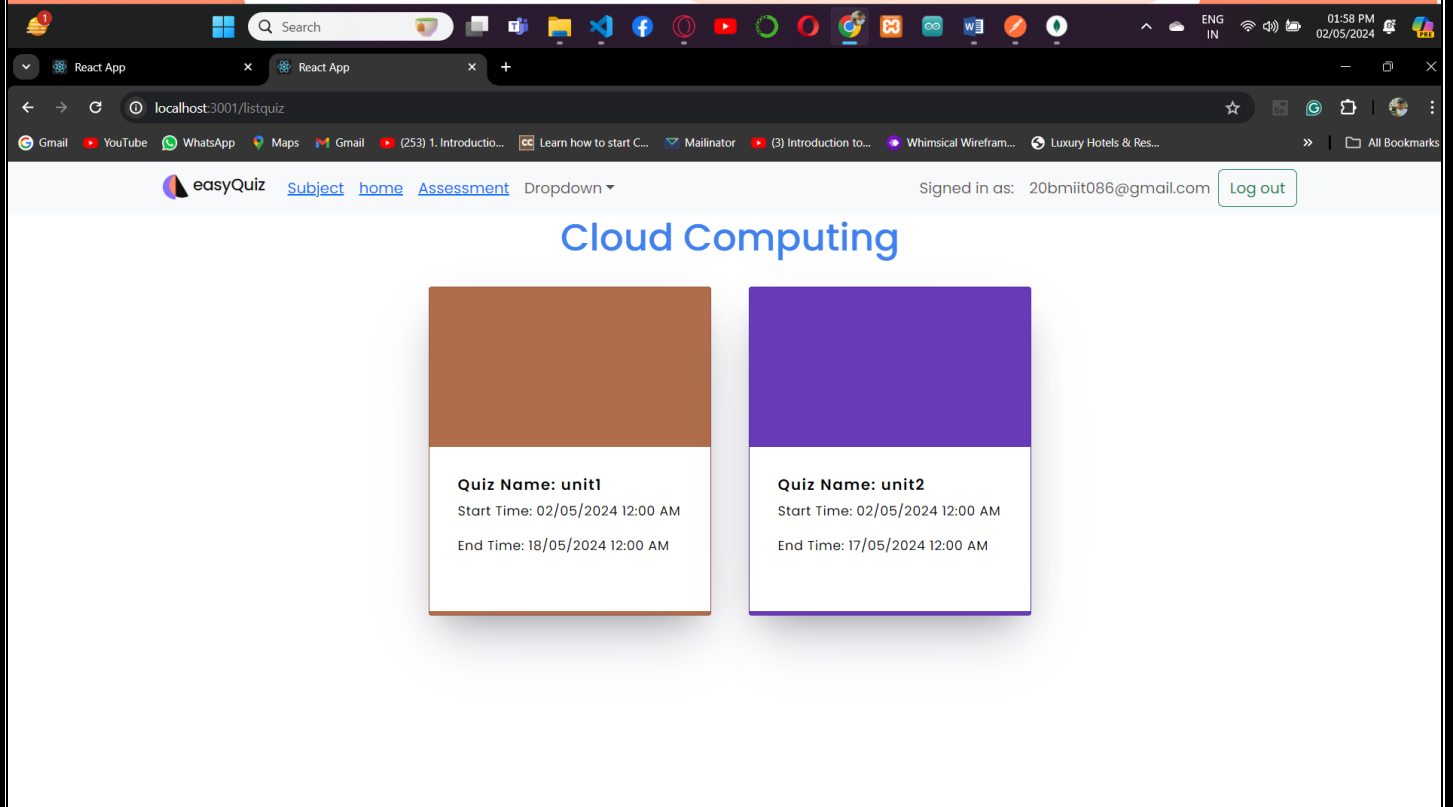 1
Search
ENG
IN
01:58 PM
02/05/2024
PRE
React App
React App
localhost:3001/listquiz
Gmail YouTube WhatsApp Maps Gmail (253) 1. Introductio... CC Learn how to start C... Mailinator (3) Introduction to... Whimsical Wirefram... Luxury Hotels & Res... » All Bookmarks
easyQuiz Subject home Assessment Dropdown Signed in as: 20bmiit086@gmail.com Log out
Cloud Computing
Quiz Name: unit1
Start Time: 02/05/2024 12:00 AM
End Time: 18/05/2024 12:00 AM
Quiz Name: unit2
Start Time: 02/05/2024 12:00 AM
End Time: 17/05/2024 12:00 AM